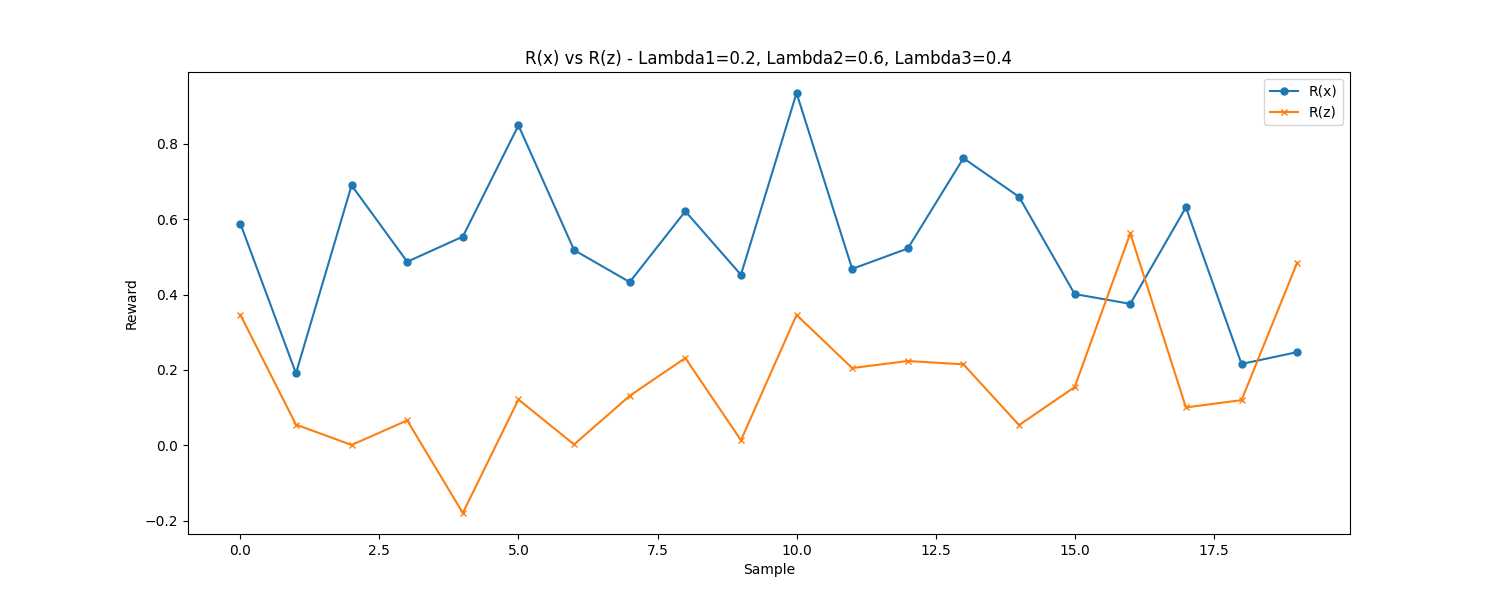 R(x) vs R(z) - Lambda1=0.2, Lambda2=0.6, Lambda3=0.4
R(x)
R(z)
Reward
0.8
0.6
0.4
0.2
0.0
−0.2
0.0 2.5 5.0 7.5 10.0 12.5 15.0 17.5
Sample